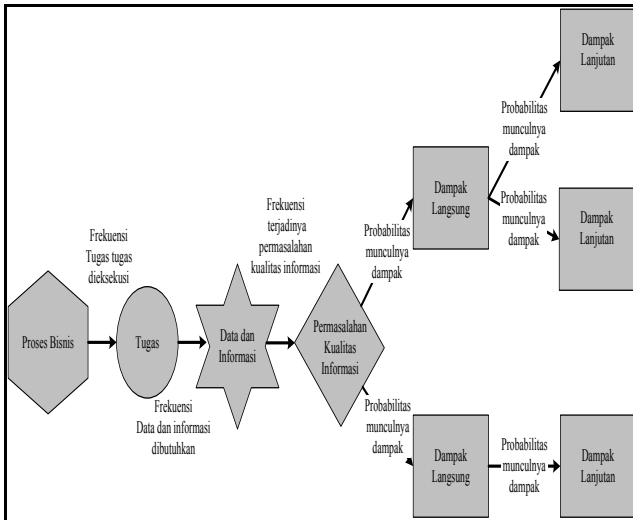 Dampak
Lanjutan
Probabilitas
munculnya
dampak
Dampak
Langsung
Probabilitas
munculnya
dampak
Dampak
Lanjutan
Frekuensi
terjadinya
permasalahan
kualitas informasi
Probabilitas
munculnya
dampak
Frekuensi
Tugas tugas
dieksekusi
Proses Bisnis
Tugas
Data dan
Informasi
Permasalahan
Kualitas
Informasi
Frekuensi
Data dan informasi
dibutuhkan
Probabilitas
munculnya
dampak
Dampak
Langsung
Probabilitas
munculnya
dampak
Dampak
Lanjutan